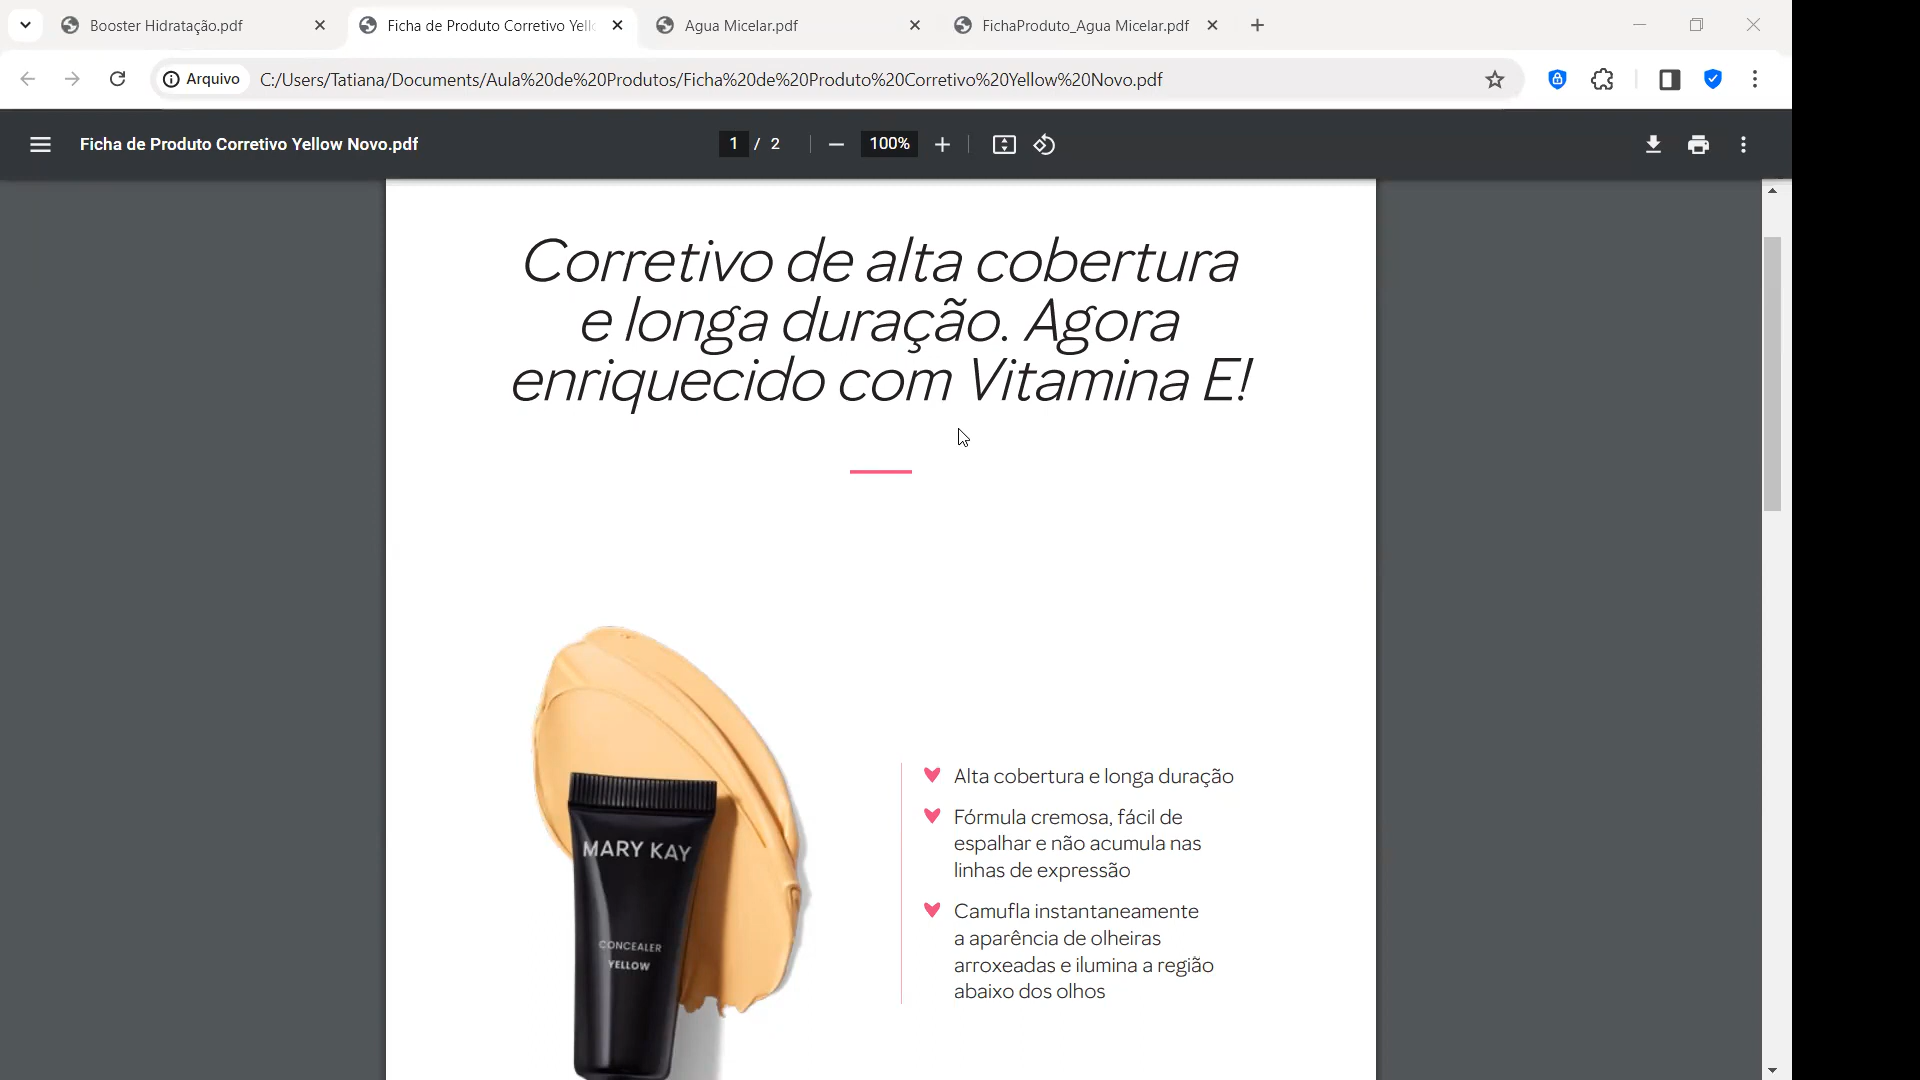 Booster Hidratação.pdf
Ficha de Produto Corretivo Yello
Agua Micelar.pdf
FichaProduto_Agua Micelar.pdf
Arquivo
C:/Users/Tatiana/Documents/Aula%20de%20Produtos/Ficha%20de%20Produto%20Corretivo%20Yellow%20Novo.pdf
Ficha de Produto Corretivo Yellow Novo.pdf
1 / 2
100%
Corretivo de alta cobertura
e longa duração. Agora
enriquecido com Vitamina E!
Alta cobertura e longa duração
Fórmula cremosa, fácil de
espalhar e não acumula nas
linhas de expressão
Camufla instantaneamente
a aparência de olheiras
arroxeadas e ilumina a região
abaixo dos olhos
MARY KAY
CONCEALER
YELLOW